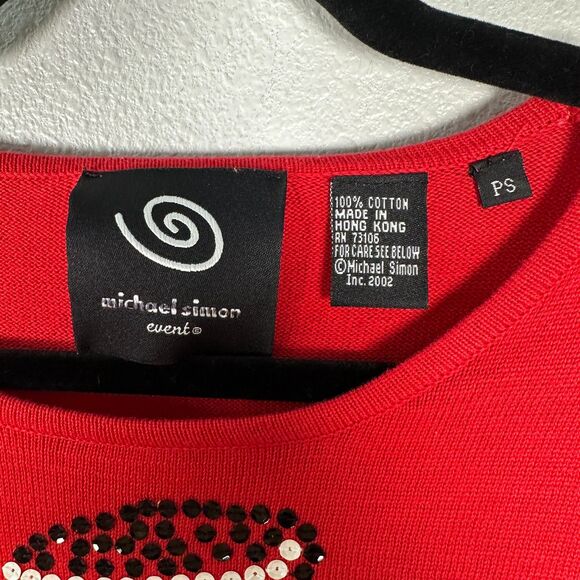 michael simon
event®
100% COTTON
MADE IN
HONG KONG
RN 73106
FOR CARE SEE BELOW
©Michael Simon
Inc. 2002
PS